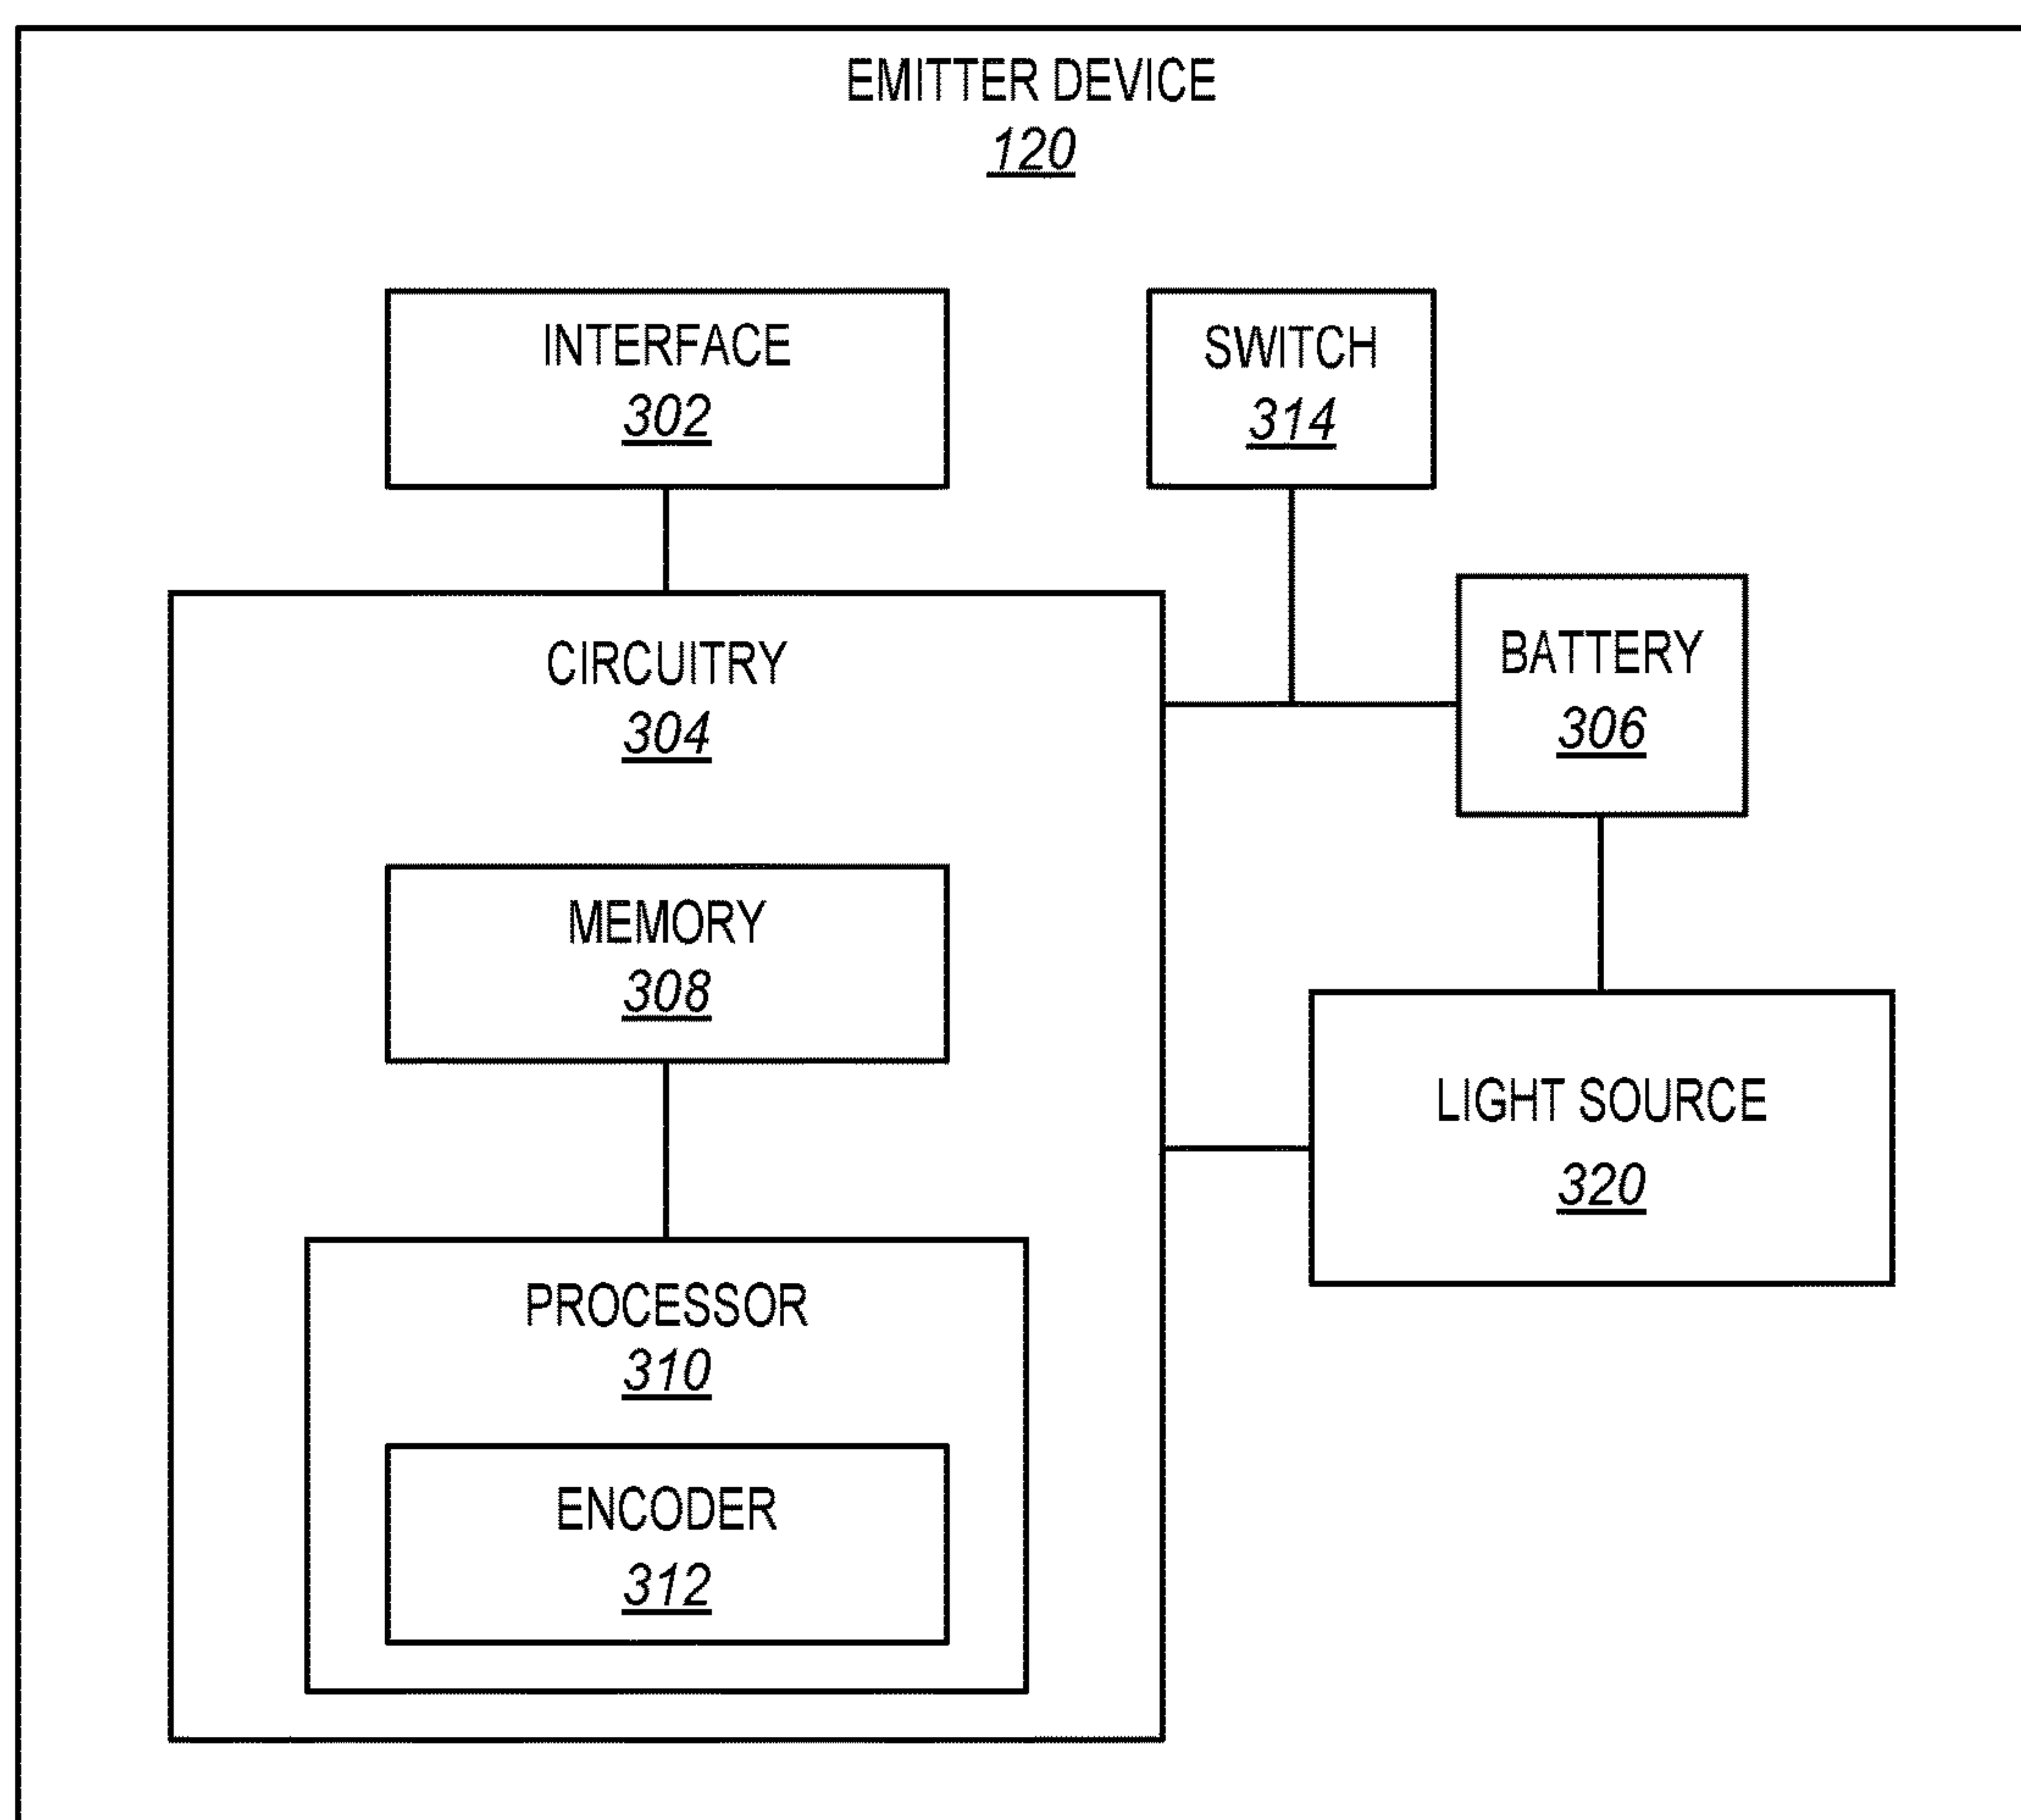 EMITTER DEVICE
120
INTERFACE
302
SWITCH
314
CIRCUITRY
304
BATTERY
306
MEMORY
308
LIGHT SOURCE
320
PROCESSOR
310
ENCODER
312